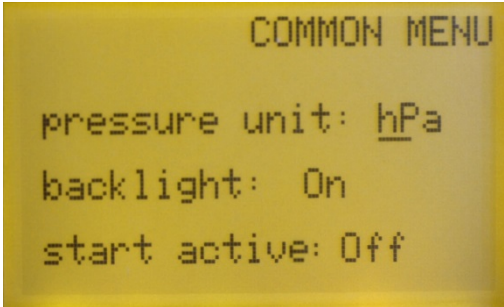 COMMON MENU
pressure unit: hPa
backlight: On
start active: Off